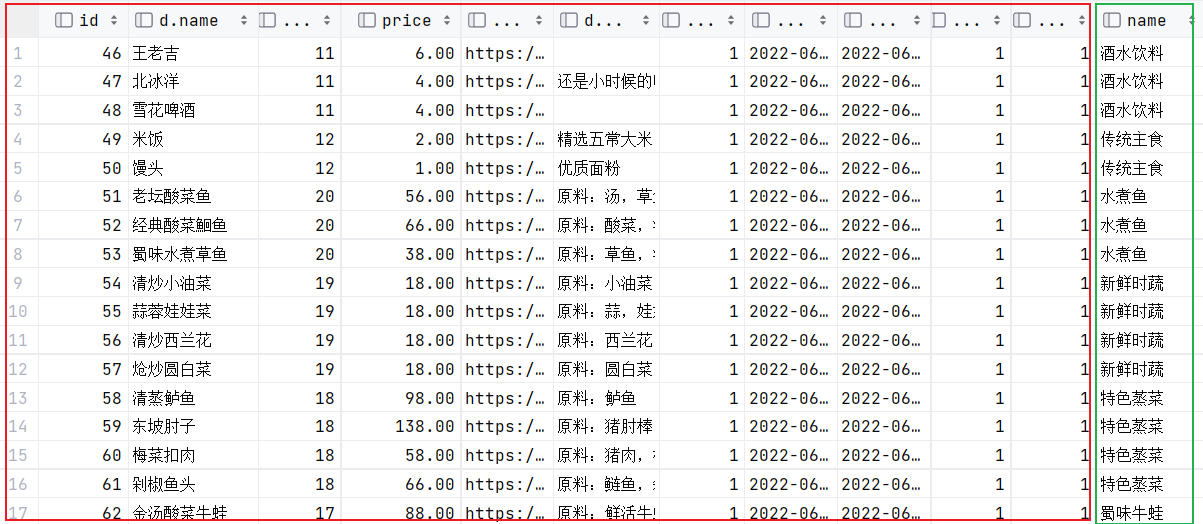 id d.name ... price ... d... ... ... ... ... ... name
1 46 王老吉 11 6.00 https:/… 1 2022-06… 2022-06… 1 1 酒水饮料
2 47 北冰洋 11 4.00 https:/… 还是小时候的 1 2022-06… 2022-06… 1 1 酒水饮料
3 48 雪花啤酒 11 4.00 https:/… 1 2022-06… 2022-06… 1 1 酒水饮料
4 49 米饭 12 2.00 https:/… 精选五常大米 1 2022-06… 2022-06… 1 1 传统主食
5 50 馒头 12 1.00 https:/… 优质面粉 1 2022-06… 2022-06… 1 1 传统主食
6 51 老坛酸菜鱼 20 56.00 https:/… 原料：汤，草 1 2022-06… 2022-06… 1 1 水煮鱼
7 52 经典酸菜鮰鱼 20 66.00 https:/… 原料：酸菜， 1 2022-06… 2022-06… 1 1 水煮鱼
8 53 蜀味水煮草鱼 20 38.00 https:/… 原料：草鱼， 1 2022-06… 2022-06… 1 1 水煮鱼
9 54 清炒小油菜 19 18.00 https:/… 原料：小油菜 1 2022-06… 2022-06… 1 1 新鲜时蔬
10 55 蒜蓉娃娃菜 19 18.00 https:/… 原料：蒜，娃 1 2022-06… 2022-06… 1 1 新鲜时蔬
11 56 清炒西兰花 19 18.00 https:/… 原料：西兰花 1 2022-06… 2022-06… 1 1 新鲜时蔬
12 57 炝炒圆白菜 19 18.00 https:/… 原料：圆白菜 1 2022-06… 2022-06… 1 1 新鲜时蔬
13 58 清蒸鲈鱼 18 98.00 https:/… 原料：鲈鱼 1 2022-06… 2022-06… 1 1 特色蒸菜
14 59 东坡肘子 18 138.00 https:/… 原料：猪肘棒 1 2022-06… 2022-06… 1 1 特色蒸菜
15 60 梅菜扣肉 18 58.00 https:/… 原料：猪肉， 1 2022-06… 2022-06… 1 1 特色蒸菜
16 61 剁椒鱼头 18 66.00 https:/… 原料：鲢鱼， 1 2022-06… 2022-06… 1 1 特色蒸菜
17 62 金汤酸菜牛蛙 17 88.00 https:/… 原料：鲜活牛 1 2022-06… 2022-06… 1 1 蜀味牛蛙